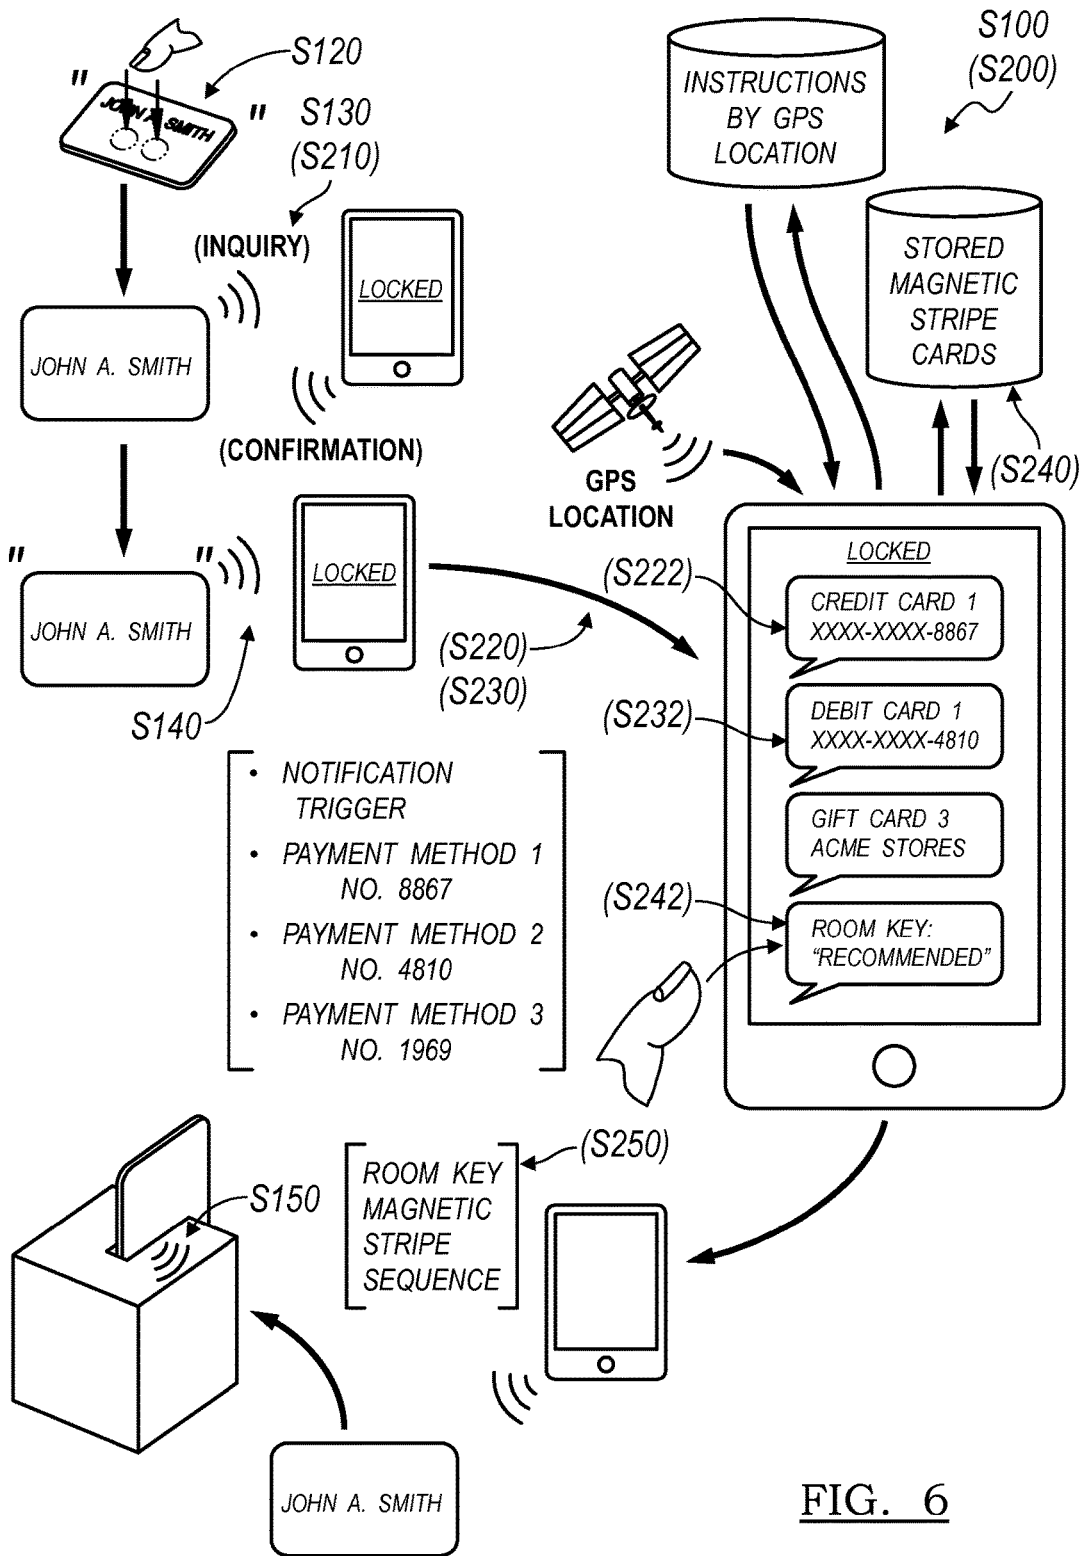 S120
" JOHN A. SMITH "
S130
(S210)
(INQUIRY)
LOCKED
JOHN A. SMITH
(CONFIRMATION)
" JOHN A. SMITH "
LOCKED
S140
(S220)
(S230)
INSTRUCTIONS
BY GPS
LOCATION
S100
(S200)
STORED
MAGNETIC
STRIPE
CARDS
(S240)
GPS
LOCATION
LOCKED
(S222)
CREDIT CARD 1
XXXX-XXXX-8867
(S232)
DEBIT CARD 1
XXXX-XXXX-4810
GIFT CARD 3
ACME STORES
(S242)
ROOM KEY:
“RECOMMENDED”
• NOTIFICATION
TRIGGER
• PAYMENT METHOD 1
NO. 8867
• PAYMENT METHOD 2
NO. 4810
• PAYMENT METHOD 3
NO. 1969
S150
ROOM KEY
MAGNETIC
STRIPE
SEQUENCE
(S250)
JOHN A. SMITH
FIG. 6